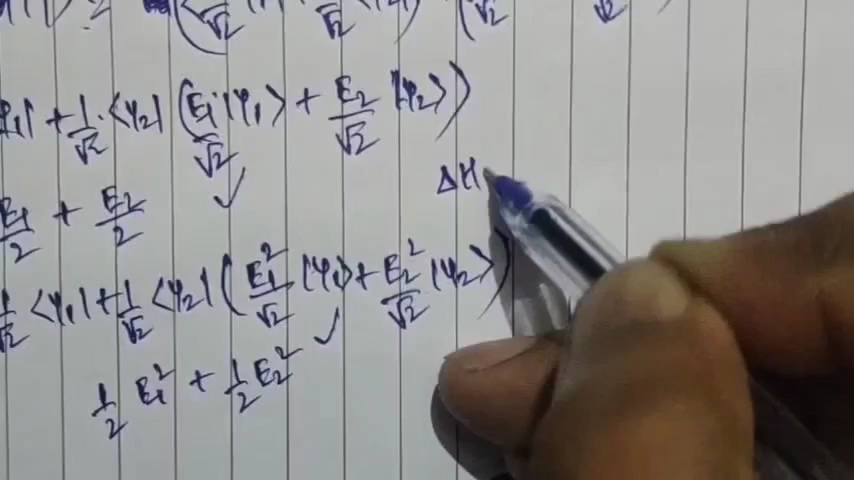 ψ₁| + 1/√2 · ⟨ψ₂| (E₁/√2 |ψ₁⟩ + E₂/√2 |ψ₂⟩)
ΔH
E₁/2 + E₂/2
1/√2 ⟨ψ₁| + 1/√2 ⟨ψ₂| (E₁²/√2 |ψ₁⟩ + E₂²/√2 |ψ₂⟩)
1/2 E₁² + 1/2 E₂²